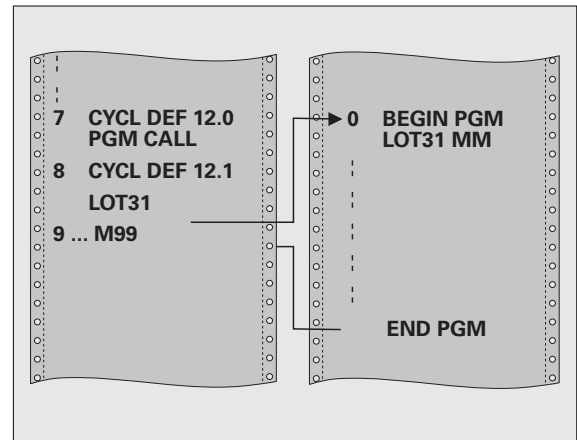 7 CYCL DEF 12.0
PGM CALL
8 CYCL DEF 12.1
LOT31
9 ... M99
0 BEGIN PGM
LOT31 MM
END PGM